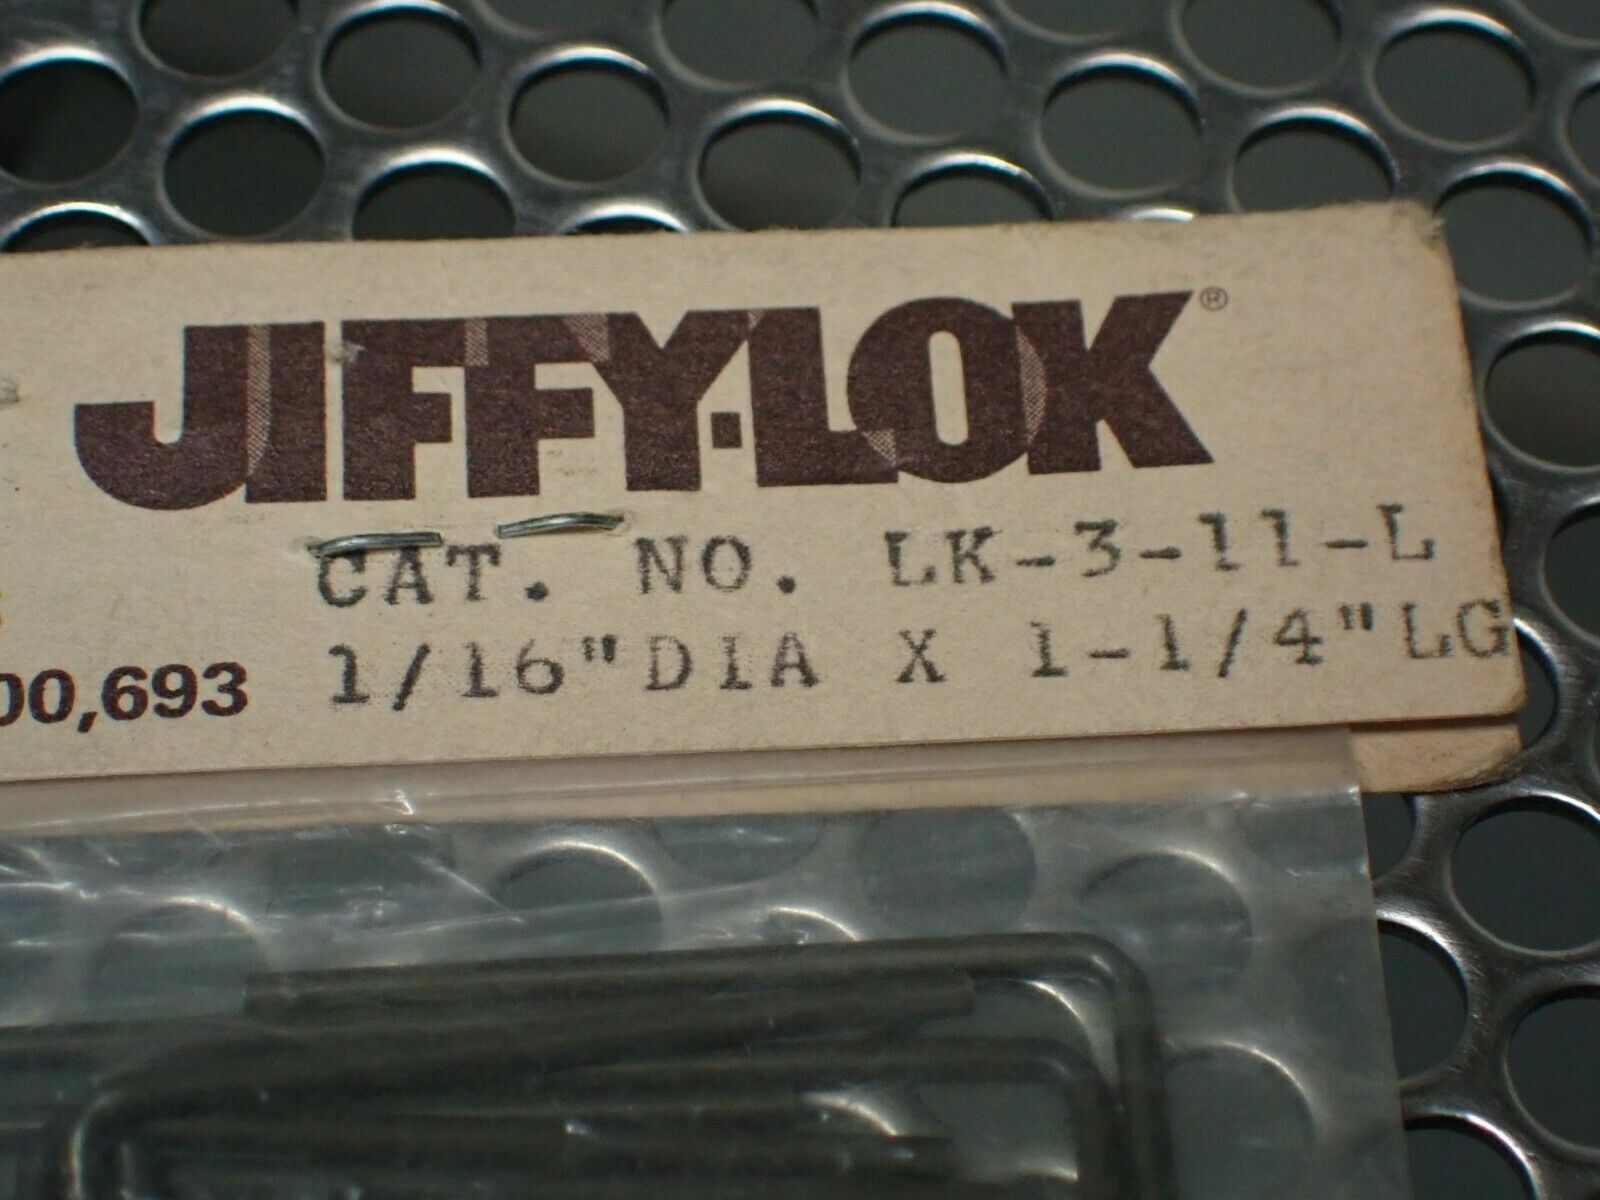 JIFFY-LOK®
CAT. NO. LK-3-11-L
1/16"DIA X 1-1/4"LG
00,693